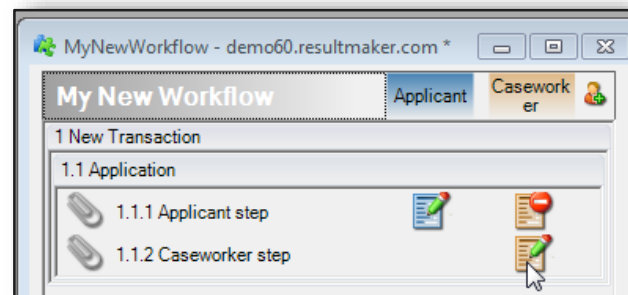 MyNewWorkflow - demo60.resultmaker.com *
My New Workflow
Applicant
Casework
er
1 New Transaction
1.1 Application
1.1.1 Applicant step
1.1.2 Caseworker step